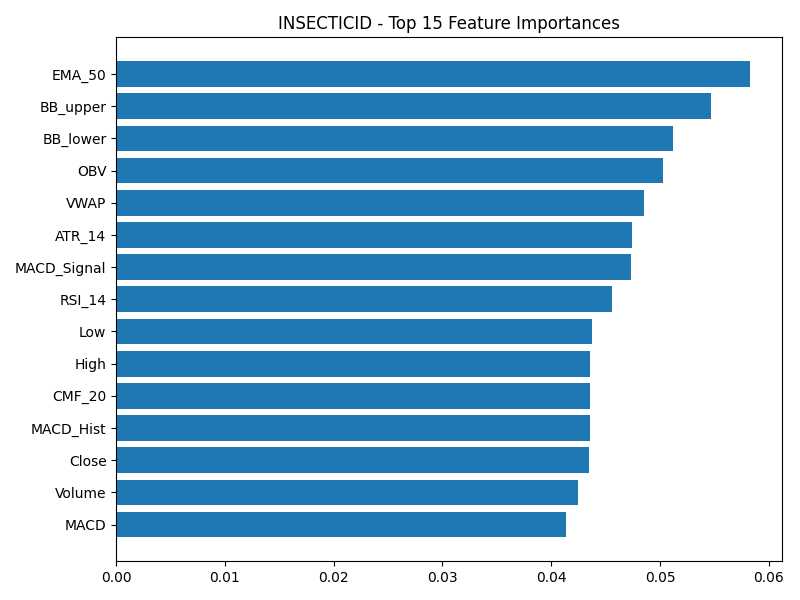 INSECTICID - Top 15 Feature Importances
EMA_50
BB_upper
BB_lower
OBV
VWAP
ATR_14
MACD_Signal
RSI_14
Low
High
CMF_20
MACD_Hist
Close
Volume
MACD
0.00 0.01 0.02 0.03 0.04 0.05 0.06